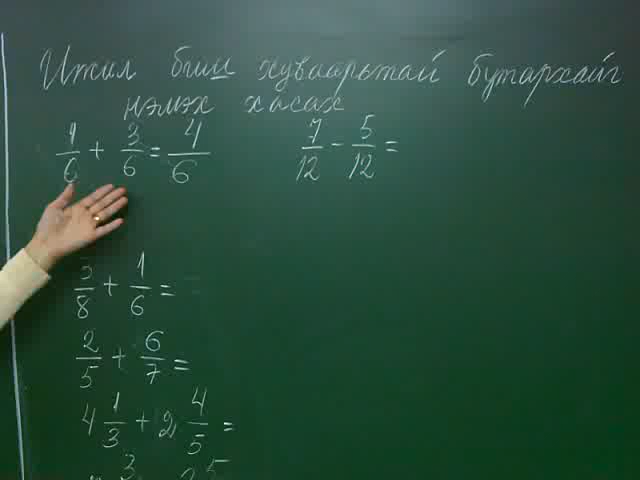 Ижил биш хуваарьтай бутархайг
нэмэх хасах
1/6 + 3/6 = 4/6
7/12 - 5/12 =
3/8 + 1/6 =
2/5 + 6/7 =
4 1/3 + 2 4/5 =